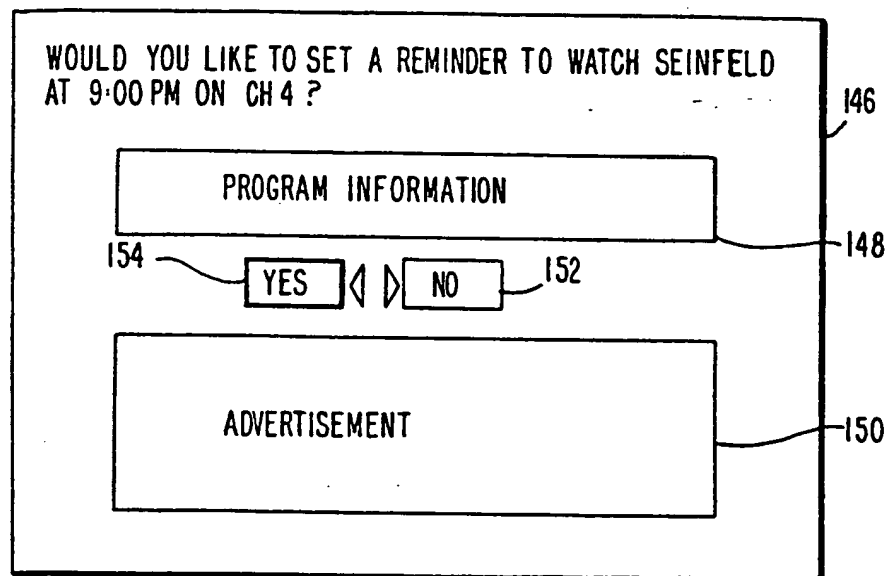 WOULD YOU LIKE TO SET A REMINDER TO WATCH SEINFELD
AT 9:00 PM ON CH 4 ?
146
PROGRAM INFORMATION
148
154
YES
NO
152
ADVERTISEMENT
150